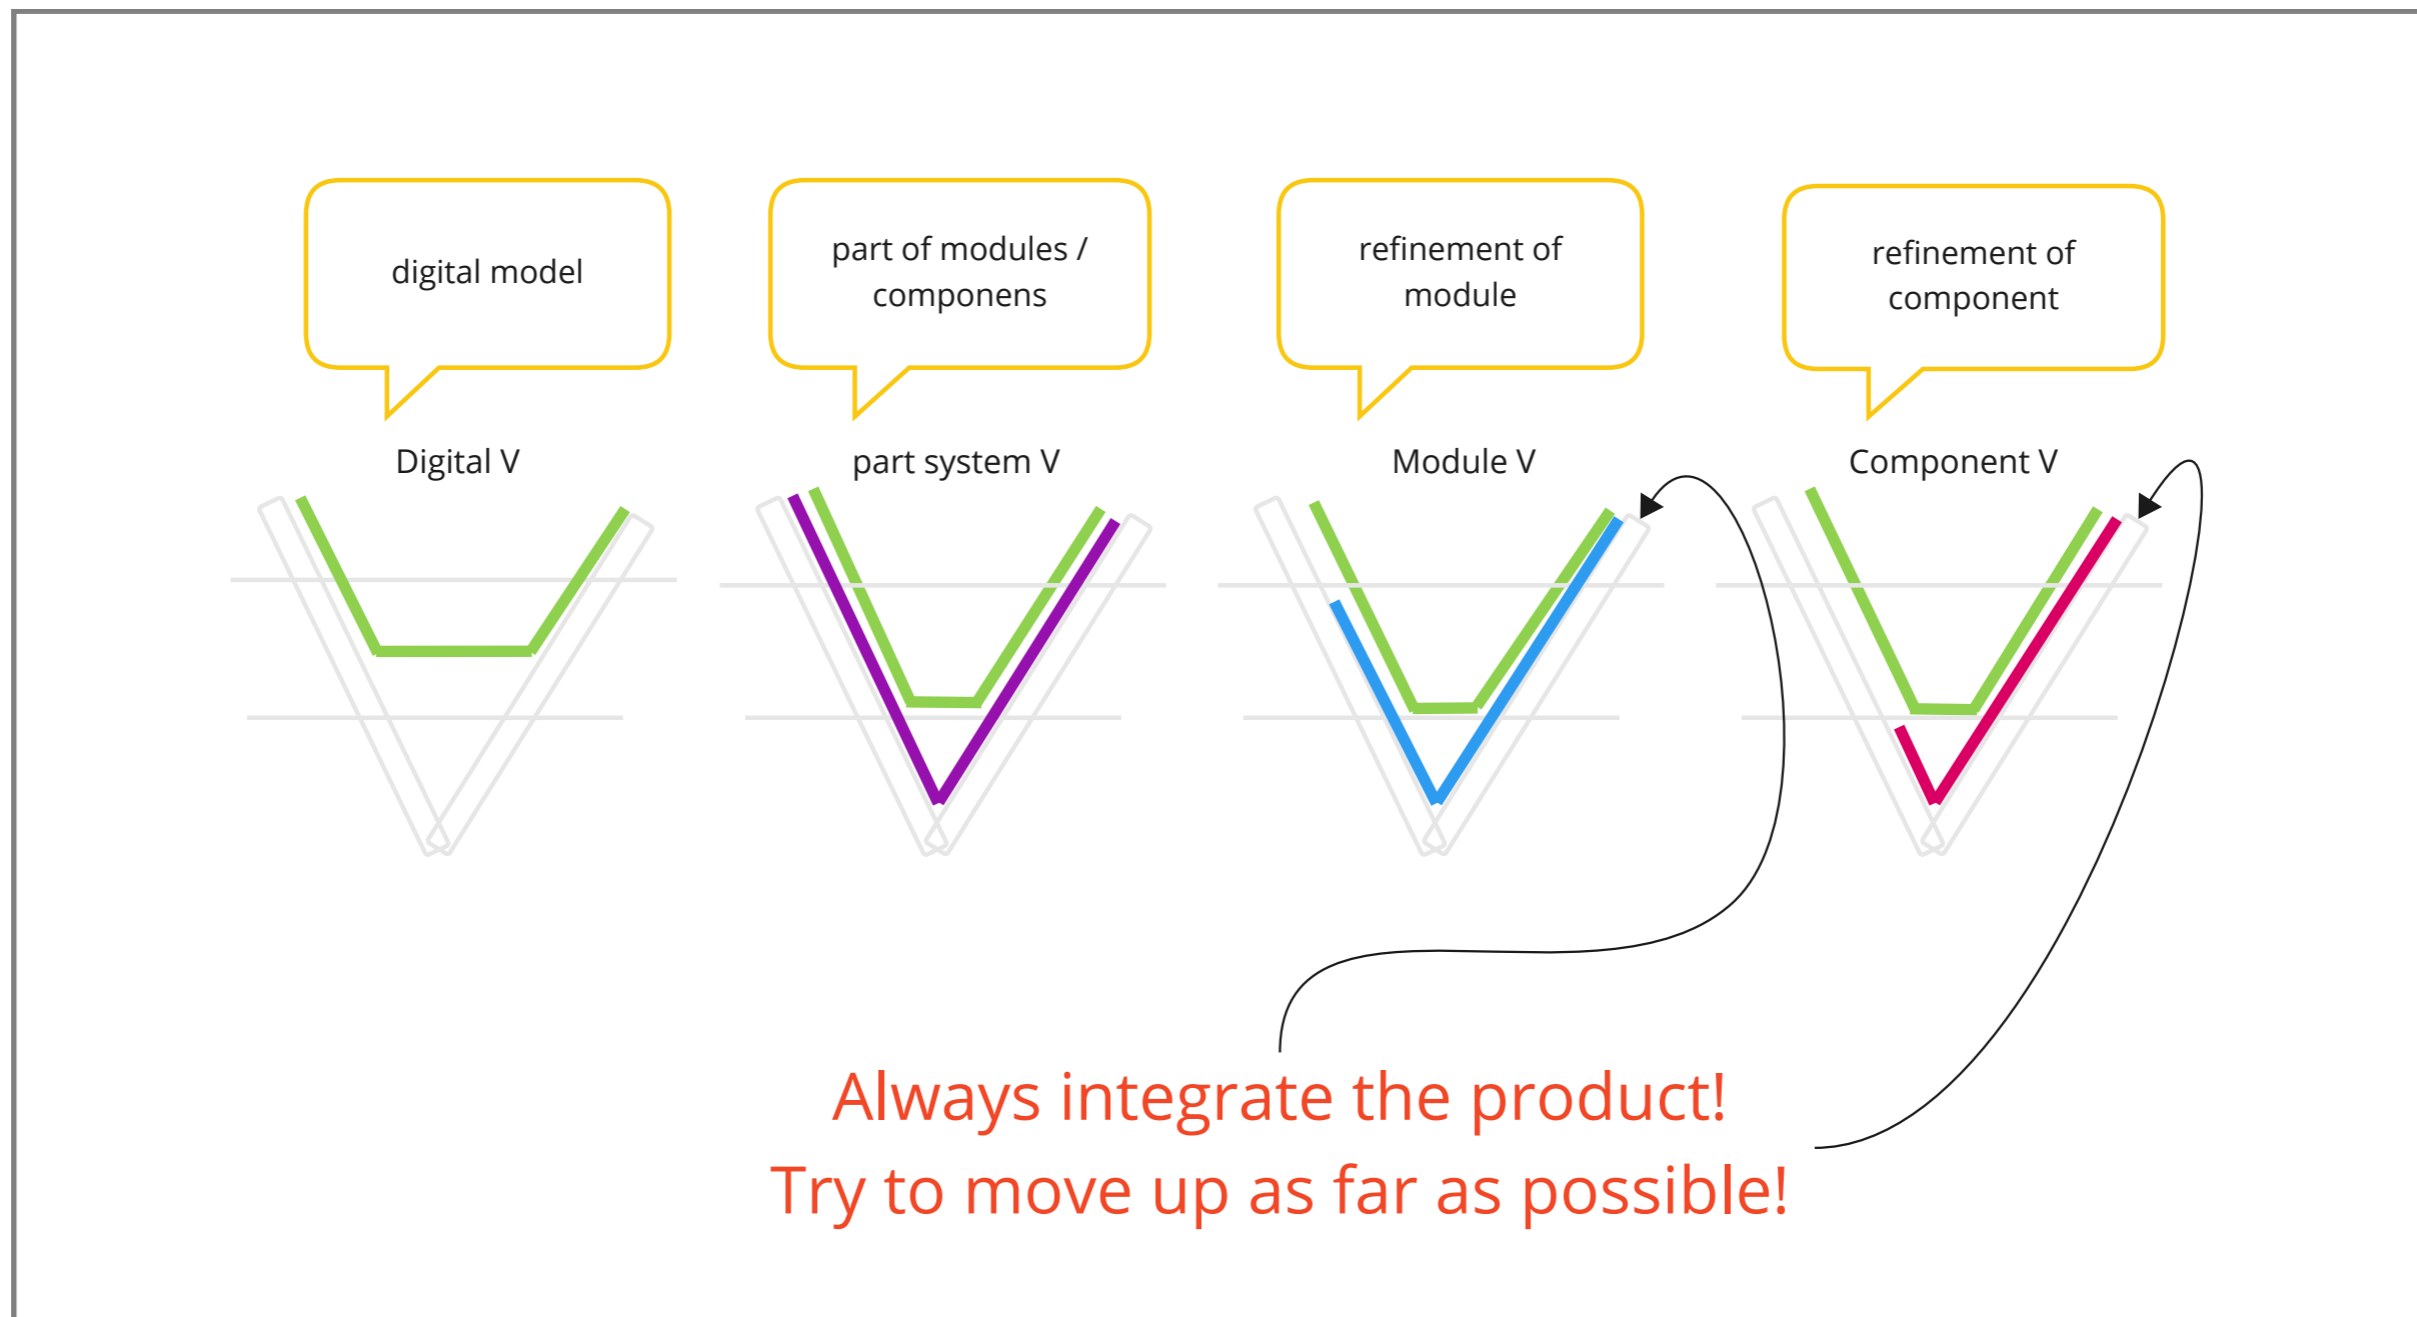 digital model
part of modules /
componens
refinement of
module
refinement of
component
Digital V
part system V
Module V
Component V
Always integrate the product!
Try to move up as far as possible!